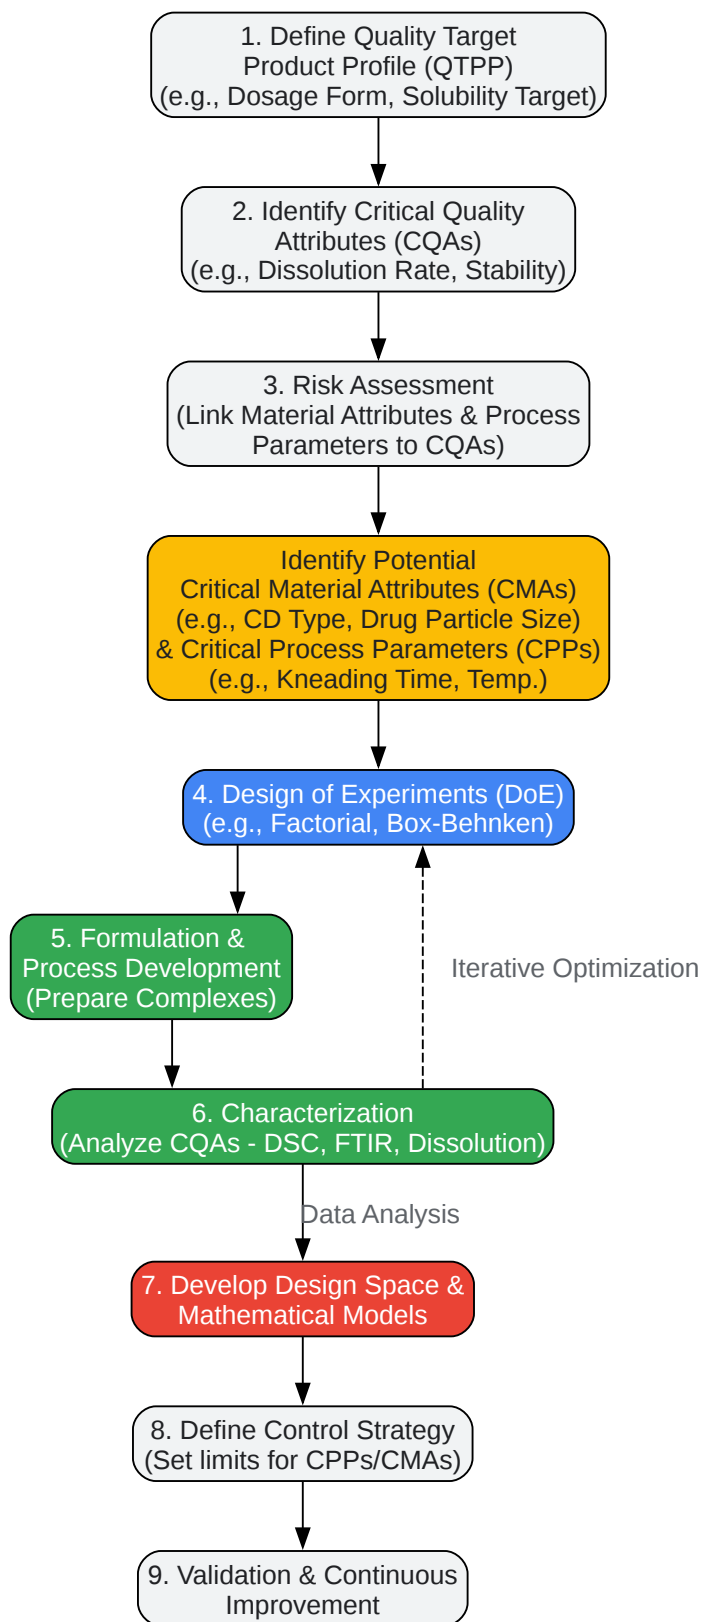 1. Define Quality Target
Product Profile (QTPP)
(e.g., Dosage Form, Solubility Target)
2. Identify Critical Quality
Attributes (CQAs)
(e.g., Dissolution Rate, Stability)
3. Risk Assessment
(Link Material Attributes & Process
Parameters to CQAs)
Identify Potential
Critical Material Attributes (CMAs)
(e.g., CD Type, Drug Particle Size)
& Critical Process Parameters (CPPs)
(e.g., Kneading Time, Temp.)
4. Design of Experiments (DoE)
(e.g., Factorial, Box-Behnken)
5. Formulation &
Process Development
(Prepare Complexes)
Iterative Optimization
6. Characterization
(Analyze CQAs - DSC, FTIR, Dissolution)
Data Analysis
7. Develop Design Space &
Mathematical Models
8. Define Control Strategy
(Set limits for CPPs/CMAs)
9. Validation & Continuous
Improvement